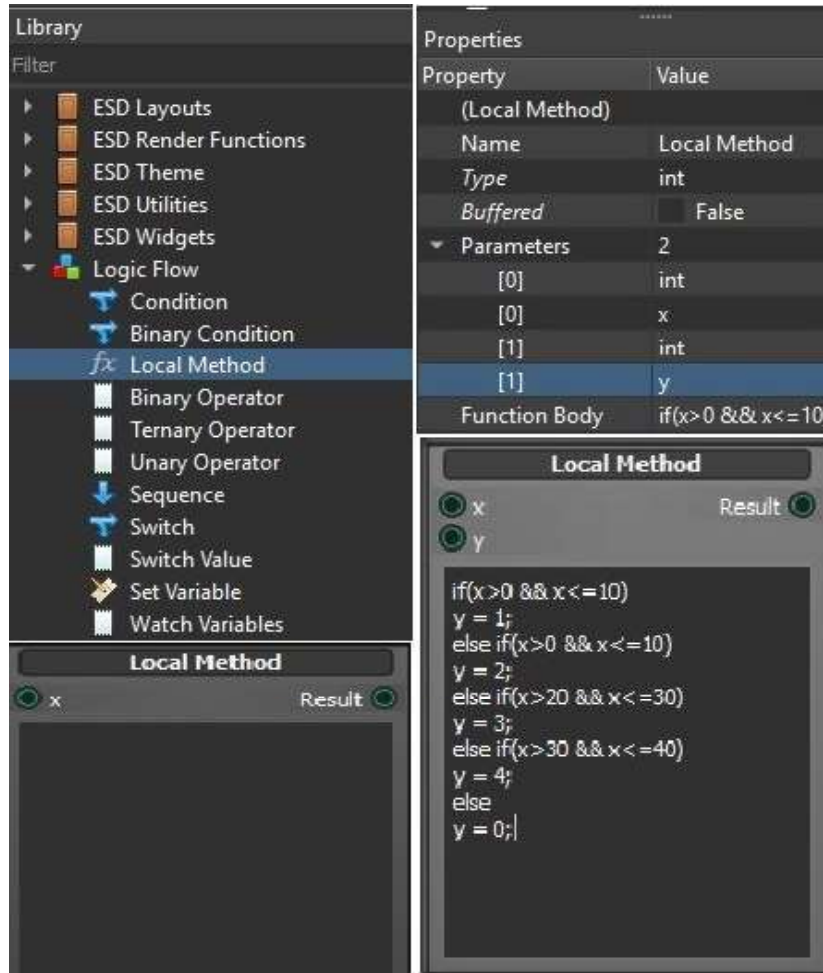 Library
Filter
ESD Layouts
ESD Render Functions
ESD Theme
ESD Utilities
ESD Widgets
Logic Flow
Condition
Binary Condition
fx Local Method
Binary Operator
Ternary Operator
Unary Operator
Sequence
Switch
Switch Value
Set Variable
Watch Variables
Properties
Property Value
(Local Method)
Name Local Method
Type int
Buffered False
Parameters 2
[0] int
[0] x
[1] int
[1] y
Function Body if(x>0 && x<=10
Local Method
x Result
Local Method
x Result
y
if(x>0 && x<=10)
y = 1;
else if(x>0 && x<=10)
y = 2;
else if(x>20 && x<=30)
y = 3;
else if(x>30 && x<=40)
y = 4;
else
y = 0;